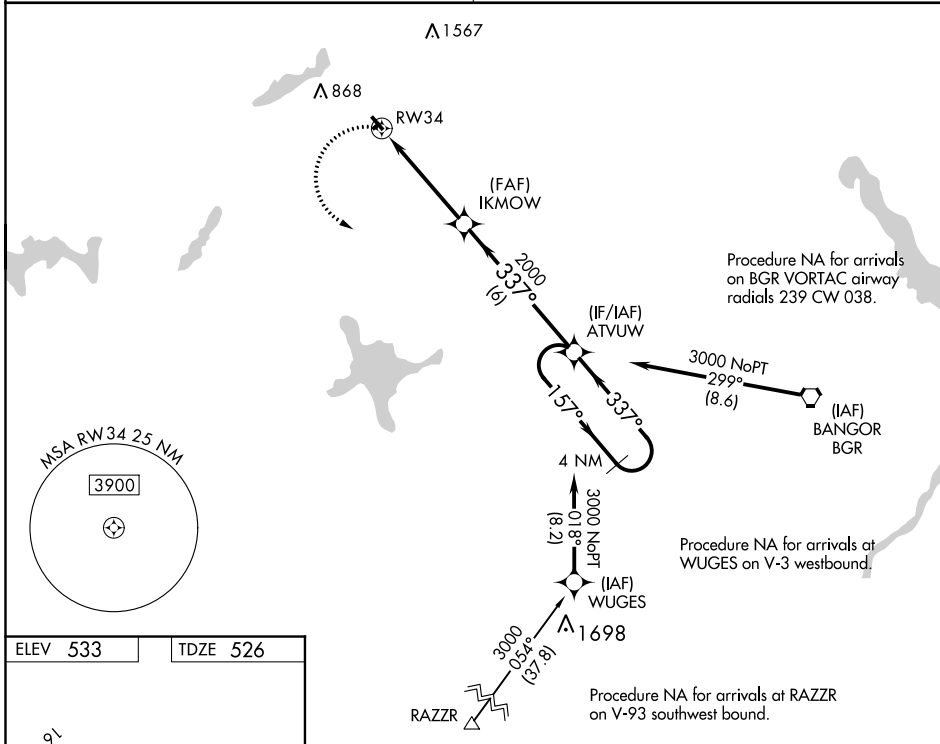 1567
868
RW34
(FAF)
IKMOW
2000
337°
(6)
Procedure NA for arrivals
on BGR VORTAC airway
radials 239 CW 038.
(IF/IAF)
ATVUW
3000 NoPT
299°
(8.6)
(IAF)
BANGOR
BGR
157°
337°
4 NM
MSA RW34 25 NM
3900
3000 NoPT
018°
(8.2)
Procedure NA for arrivals at
WUGES on V-3 westbound.
(IAF)
WUGES
1698
3000
054°
(37.8)
RAZZR
Procedure NA for arrivals at RAZZR
on V-93 southwest bound.
ELEV 533
TDZE 526
16